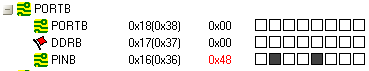 PORTB
PORTB 0x18(0x38) 0x00
DDRB 0x17(0x37) 0x00
PINB 0x16(0x36) 0x48